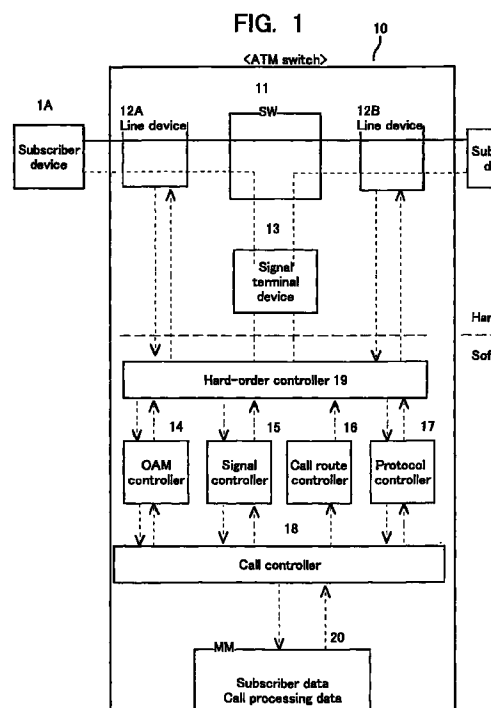 FIG. 1
10
<ATM switch>
11
1A
12A
Line device
SW
12B
Line device
Subscriber
device
13
Signal
terminal
device
Hard-order controller 19
14
15
16
17
OAM
controller
Signal
controller
Call route
controller
Protocol
controller
18
Call controller
20
MM
Subscriber data
Call processing data